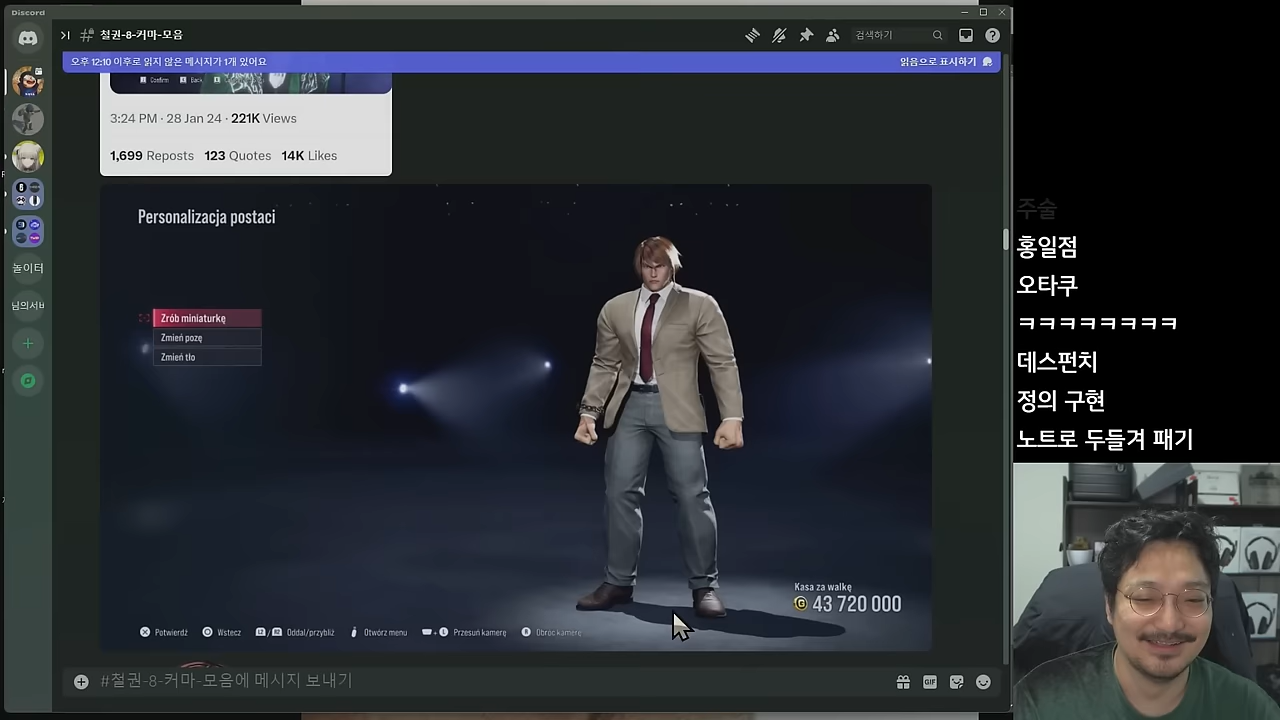 Discord
철권-8-커마-모음
검색하기
오후 12:10 이후로 읽지 않은 메시지가 1개 있어요
읽음으로 표시하기
Confirm
Back
3:24 PM · 28 Jan 24 · 221K Views
1,699 Reposts 123 Quotes 14K Likes
놀이터
님의서버
Personalizacja postaci
Zrób miniaturkę
Zmień pozę
Zmień tło
Kasa za walkę
G 43 720 000
Potwierdź
Wstecz
Oddal/przybliż
Otwórz menu
Przesuń kamerę
Obróć kamerę
#철권-8-커마-모음에 메시지 보내기
GIF
주술
홍일점
오타쿠
ㅋㅋㅋㅋㅋㅋㅋㅋ
데스펀치
정의 구현
노트로 두들겨 패기